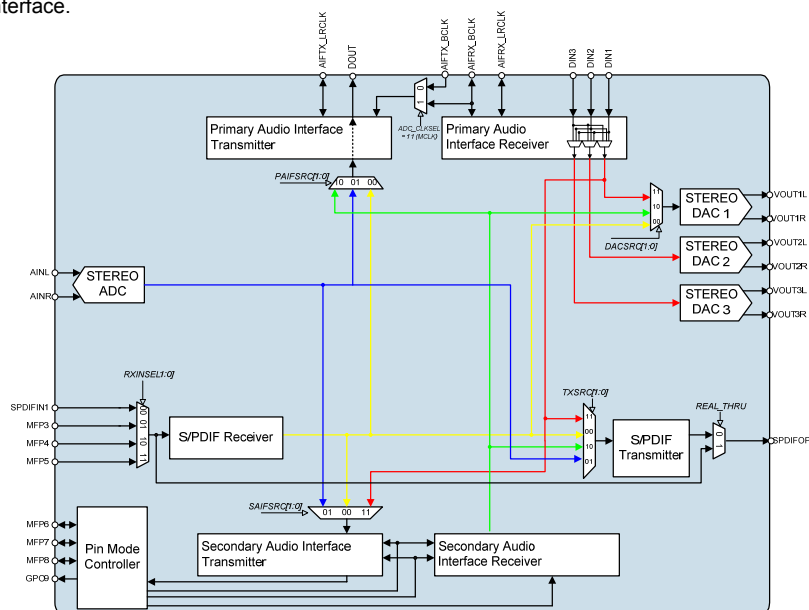 nterface.
AIFTX_LRCLK
DOUT
AIFTX_BCLK
AIFRX_BCLK
AIFRX_LRCLK
DIN3
DIN2
DIN1
0
1
ADC_CLKSEL
= 11 (MCLK)
Primary Audio Interface
Transmitter
Primary Audio
Interface Receiver
PAIFSRC[1:0]
10 01 00
11
10
00
DACSRC[1:0]
STEREO
DAC 1
VOUT1L
VOUT1R
STEREO
DAC 2
VOUT2L
VOUT2R
STEREO
DAC 3
VOUT3L
VOUT3R
AINL
AINR
STEREO
ADC
RXINSEL1:0]
SPDIFIN1
MFP3
MFP4
MFP5
00
01
10
11
S/PDIF Receiver
TXSRC[1:0]
11
00
10
01
S/PDIF
Transmitter
REAL_THRU
0
1
SPDIFOP
SAIFSRC[1:0]
01 00 11
MFP6
MFP7
MFP8
GPO9
Pin Mode
Controller
Secondary Audio Interface
Transmitter
Secondary Audio
Interface Receiver